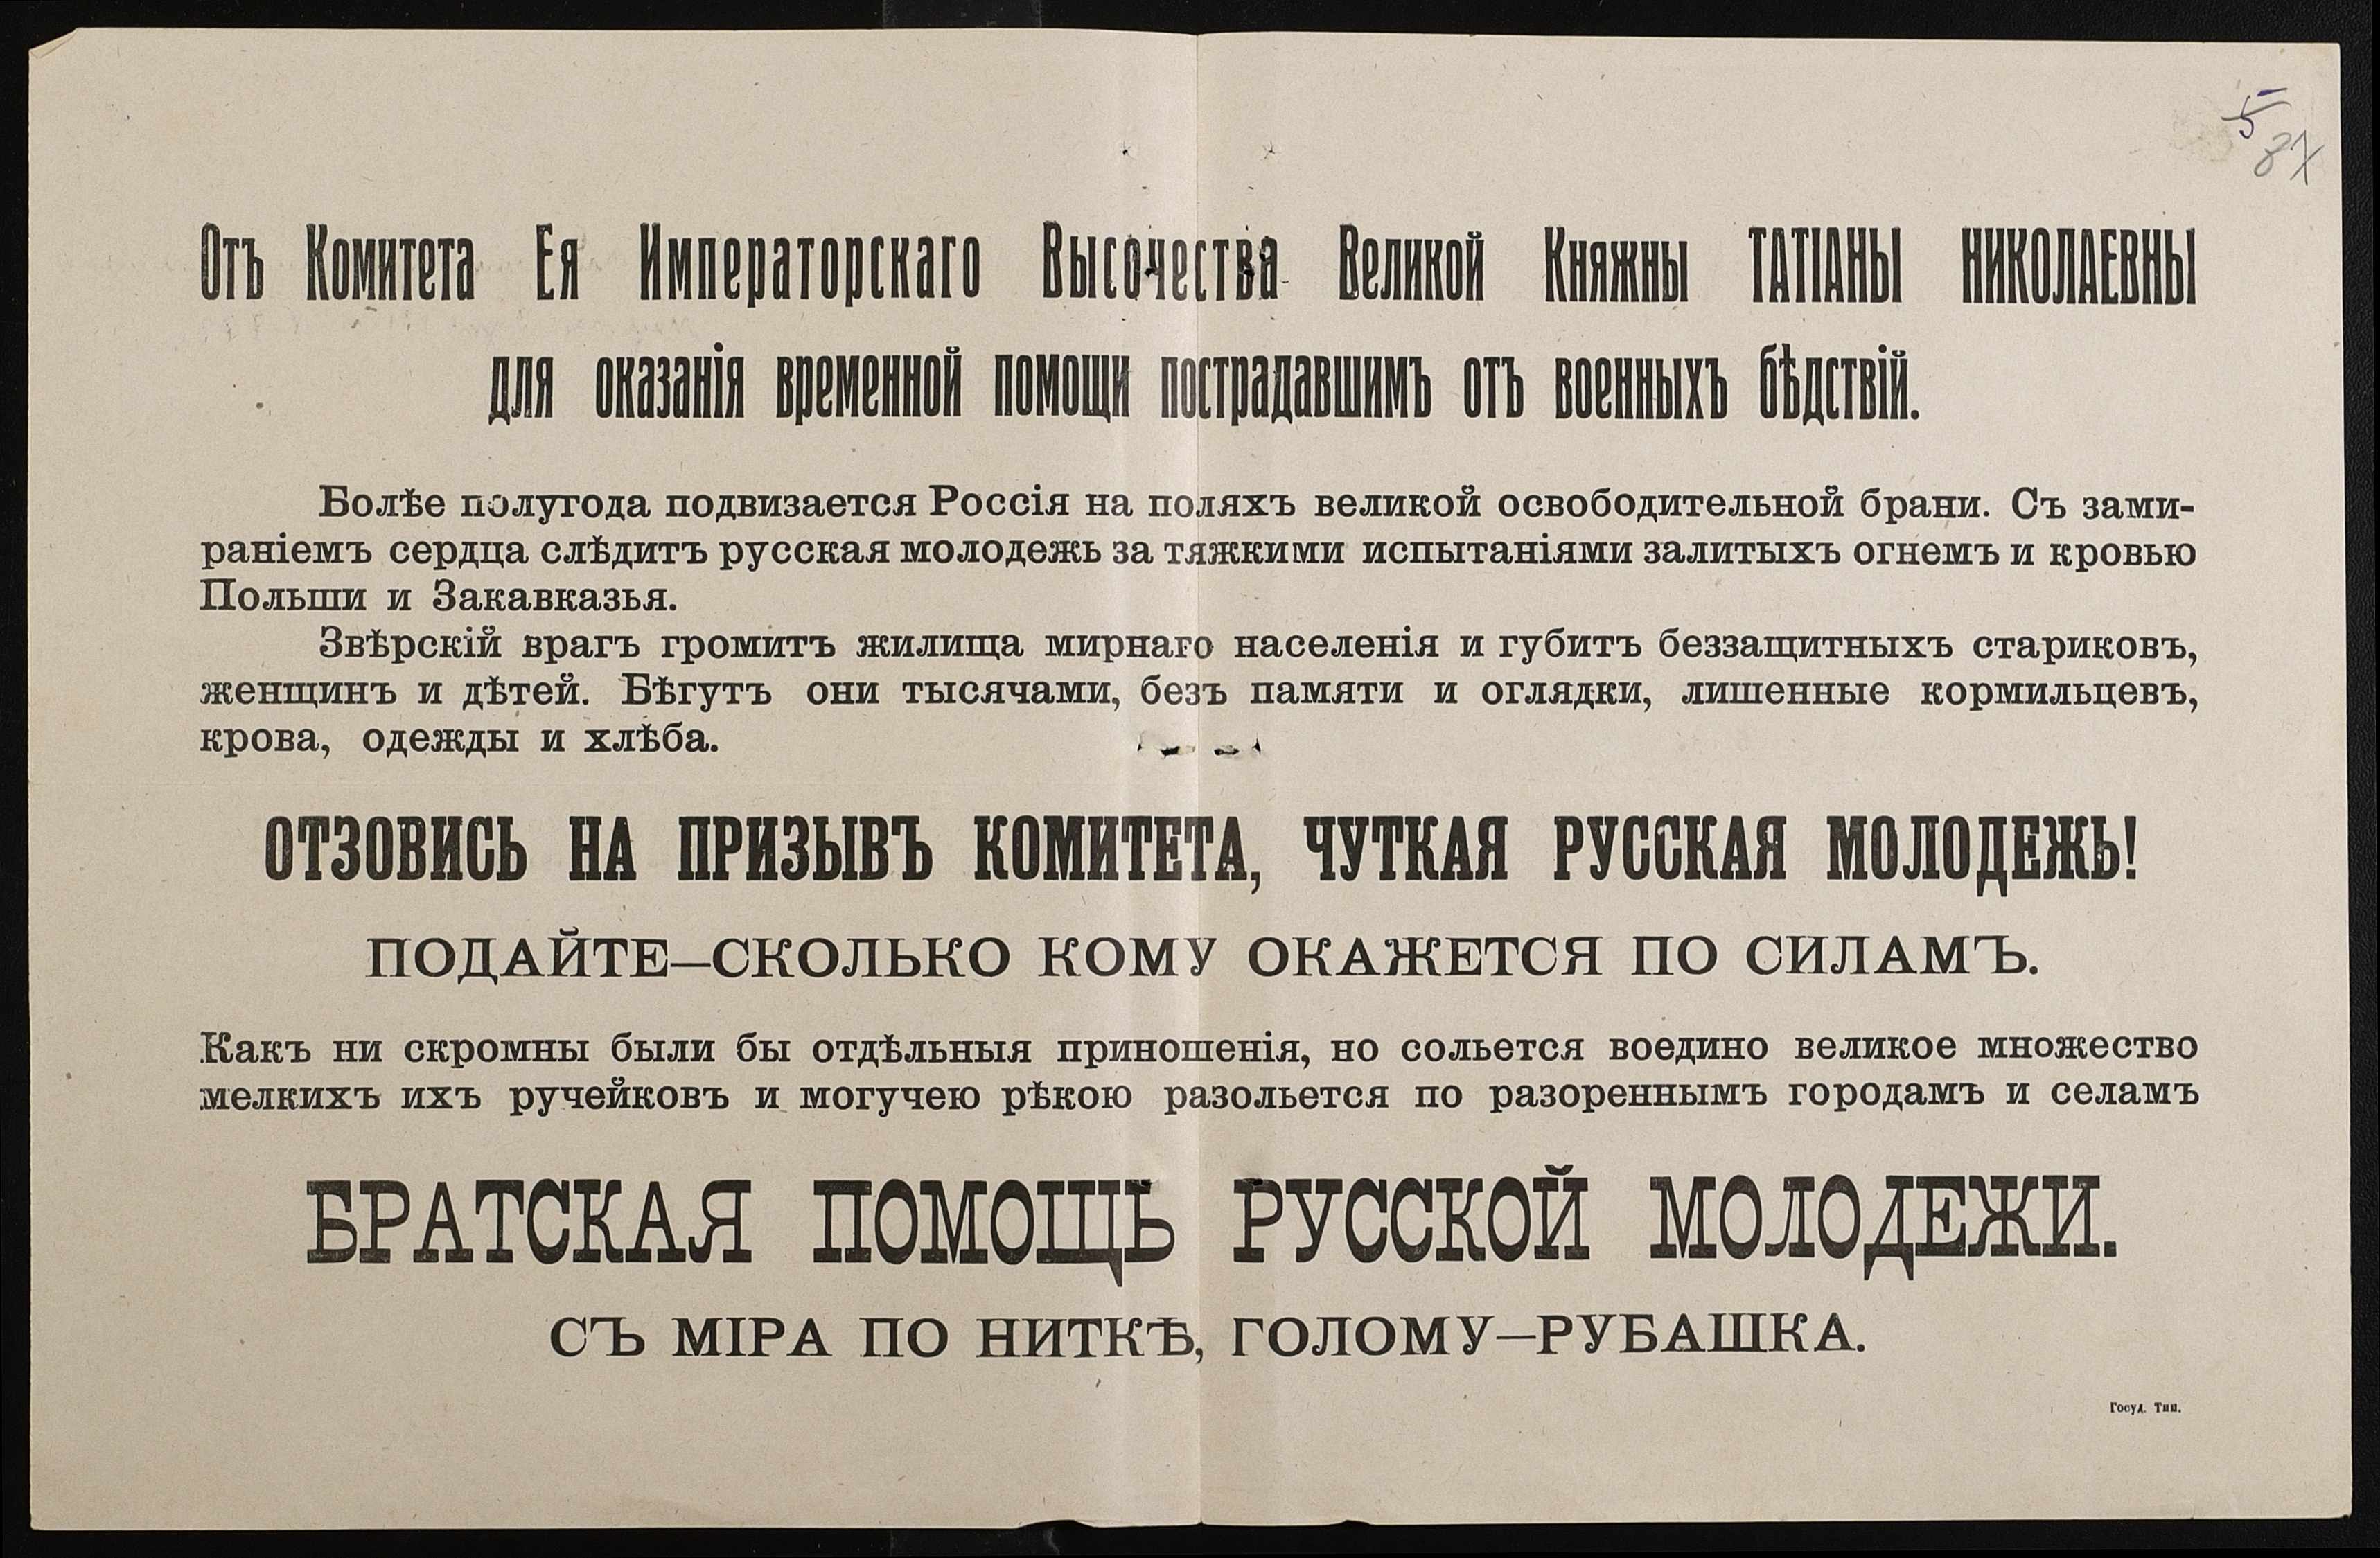 5
Отъ Комитета Ея Императорскаго Высочества Великой Княжны ТАТІАНЫ НИКОЛАЕВНЫ
для оказанія временной помощи пострадавшимъ отъ военныхъ бѣдствій.
Болѣе полугода подвизается Россія на поляхъ великой освободительной брани. Съ зами-
раніемъ сердца слѣдитъ русская молодежь за тяжкими испытаніями залитыхъ огнемъ и кровью
Польши и Закавказья.
Звѣрскій врагъ громитъ жилища мирнаго населенія и губитъ беззащитныхъ стариковъ,
женщинъ и дѣтей. Бѣгутъ они тысячами, безъ памяти и оглядки, лишенные кормильцевъ,
крова, одежды и хлѣба.
ОТЗОВИСЬ НА ПРИЗЫВЪ КОМИТЕТА, ЧУТКАЯ РУССКАЯ МОЛОДЕЖЬ!
ПОДАЙТЕ—СКОЛЬКО КОМУ ОКАЖЕТСЯ ПО СИЛАМЪ.
Какъ ни скромны были бы отдѣльныя приношенія, но сольется воедино великое множество
мелкихъ ихъ ручейковъ и могучею рѣкою разольется по разореннымъ городамъ и селамъ
БРАТСКАЯ ПОМОЩЬ РУССКОЙ МОЛОДЕЖИ.
СЪ МІРА ПО НИТКѢ, ГОЛОМУ—РУБАШКА.
Госуд. Тип.